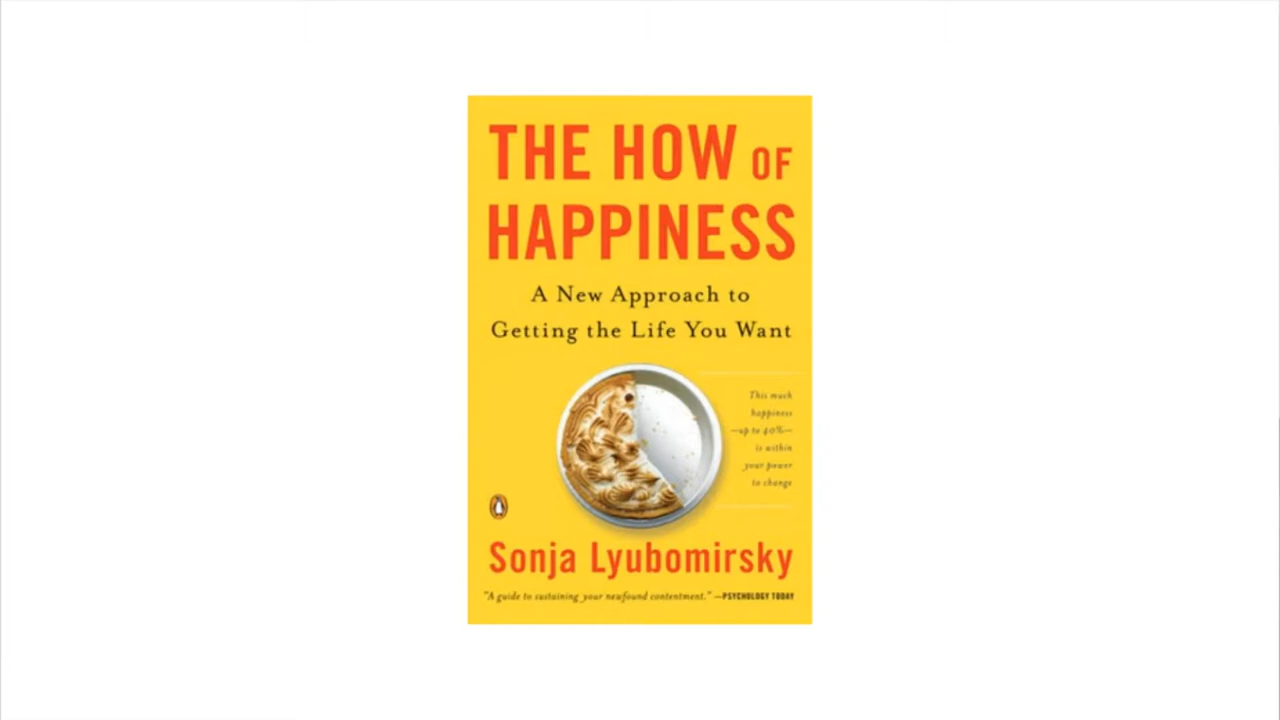 THE HOW OF
HAPPINESS
A New Approach to
Getting the Life You Want
This much
happiness
—up to 40%—
is within
your power
to change
Sonja Lyubomirsky
"A guide to sustaining your newfound contentment." —PSYCHOLOGY TODAY